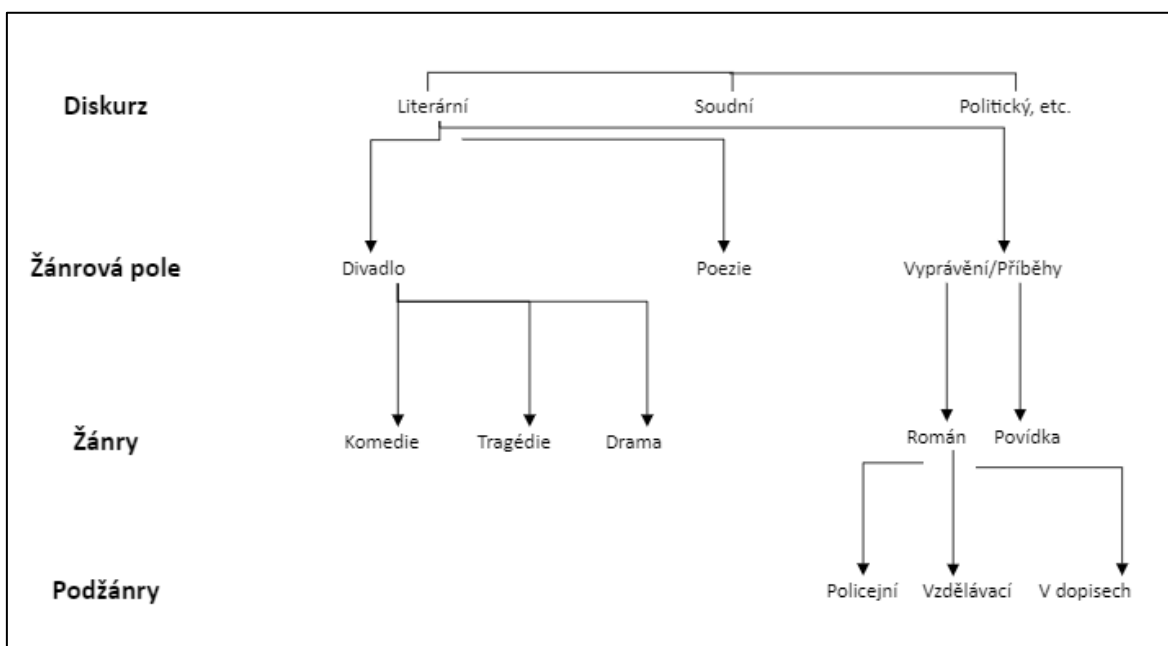 Diskurz Literární Soudní Politický, etc.
Žánrová pole Divadlo Poezie Vyprávění/Příběhy
Žánry Komedie Tragédie Drama Román Povídka
Podžánry Policejní Vzdělávací V dopisech